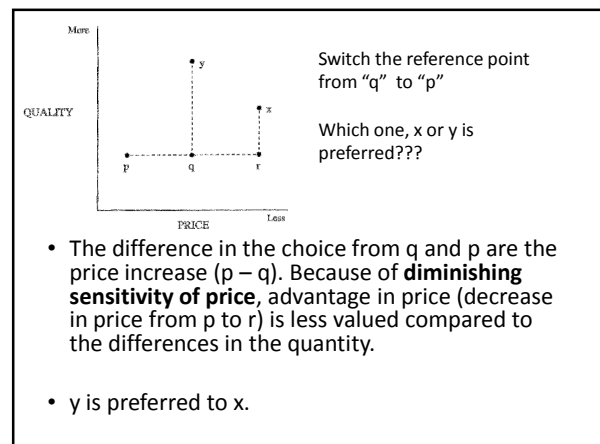 More
y
x
QUALITY
p
q
r
PRICE
Less
Switch the reference point
from “q” to “p”
Which one, x or y is
preferred???
• The difference in the choice from q and p are the
price increase (p – q). Because of diminishing
sensitivity of price, advantage in price (decrease
in price from p to r) is less valued compared to
the differences in the quantity.
• y is preferred to x.